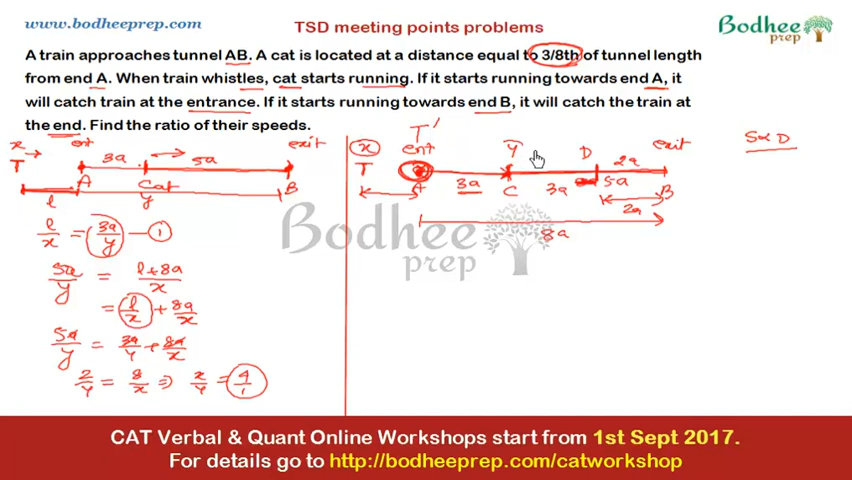 www.bodheeprep.com
TSD meeting points problems
Bodhee
prep
A train approaches tunnel AB. A cat is located at a distance equal to 3/8th of tunnel length
from end A. When train whistles, cat starts running. If it starts running towards end A, it
will catch train at the entrance. If it starts running towards end B, it will catch the train at
the end. Find the ratio of their speeds.
x
T
ent
3a
5a
exit
A
Cat
y
B
l
l/x = 3a/y — 1
5a/y = l+8a/x
= l/x + 8a/x
5a/y = 3a/y + 8a/x
2/y = 8/x ⇒ x/y = 4/1
T'
x
ent
y
D
2a
exit
T
A
3a
C
3a
5a
B
2a
8a
S∝D
Bodhee
prep
CAT Verbal & Quant Online Workshops start from 1st Sept 2017.
For details go to http://bodheeprep.com/catworkshop